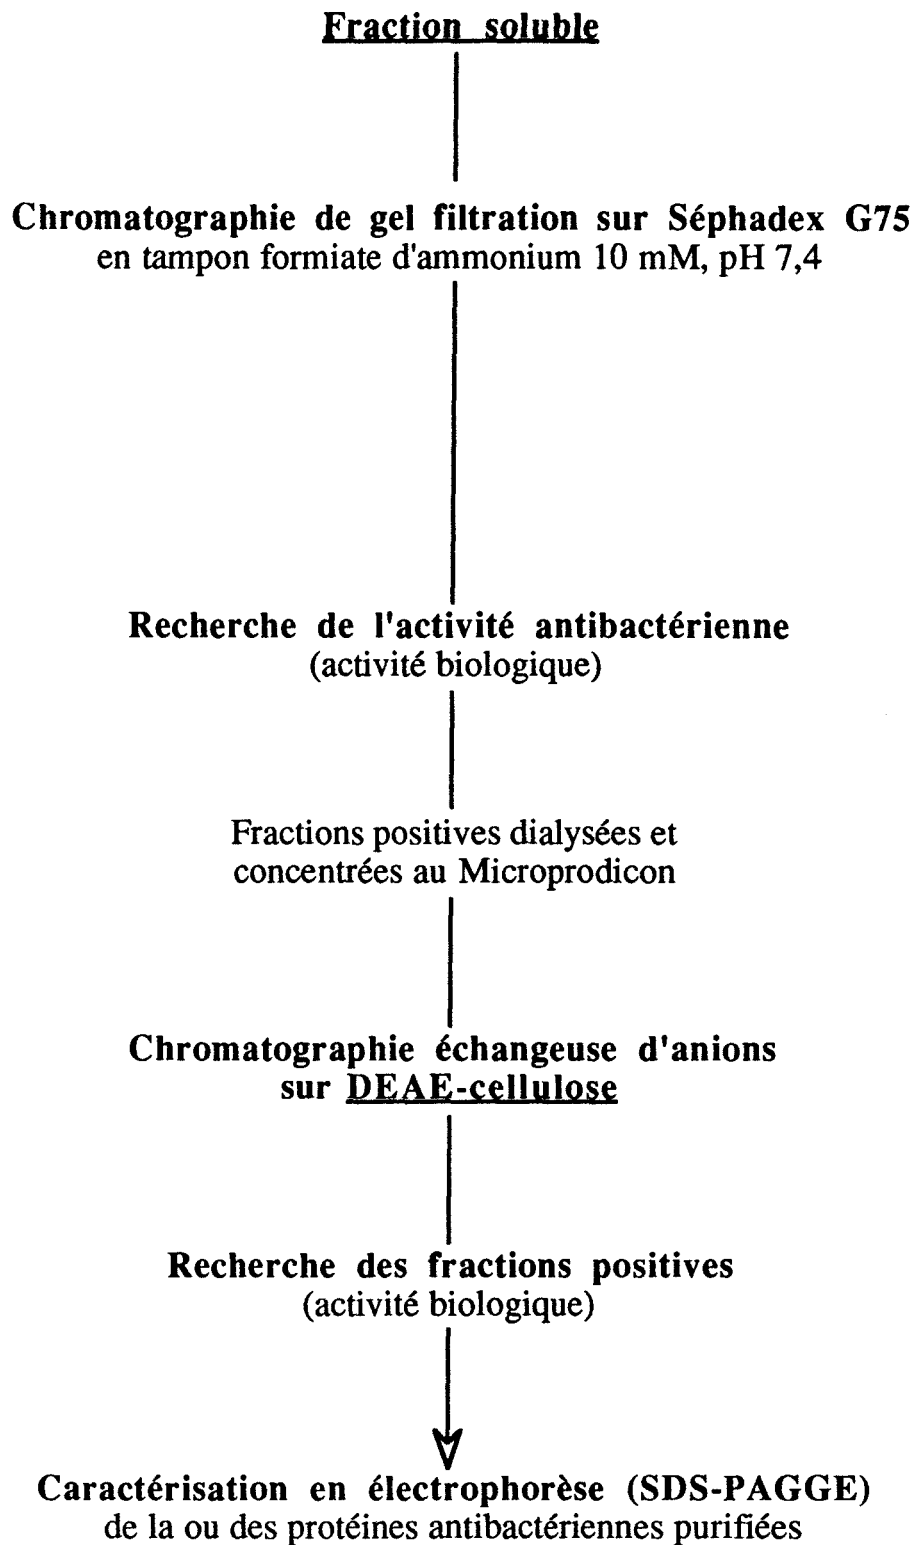 Fraction soluble
Chromatographie de gel filtration sur Séphadex G75
en tampon formiate d'ammonium 10 mM, pH 7,4
Recherche de l'activité antibactérienne
(activité biologique)
Fractions positives dialysées et
concentrées au Microprodicon
Chromatographie échangeuse d'anions
sur DEAE-cellulose
Recherche des fractions positives
(activité biologique)
Caractérisation en électrophorèse (SDS-PAGGE)
de la ou des protéines antibactériennes purifiées